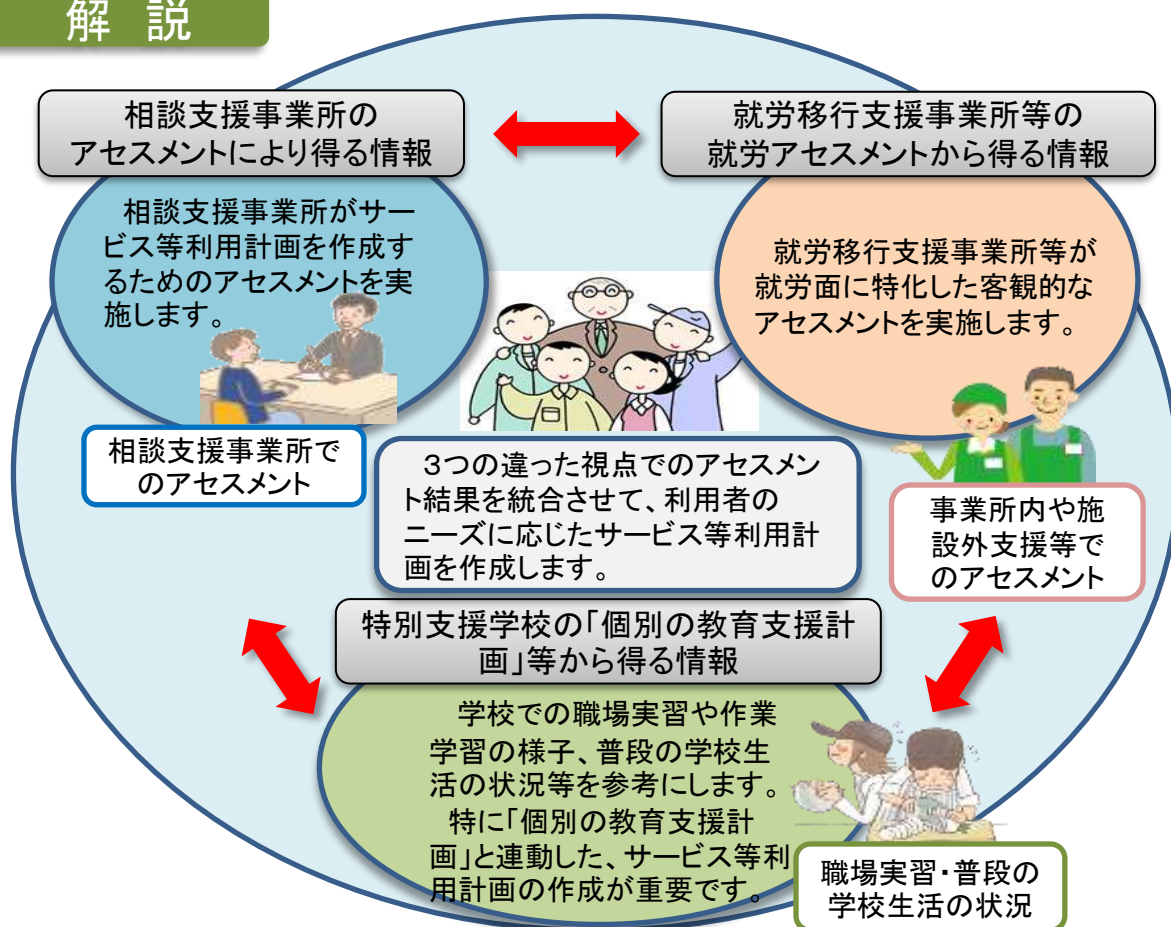 解 説
相談支援事業所の
アセスメントにより得る情報
就労移行支援事業所等の
就労アセスメントから得る情報
相談支援事業所がサー
ビス等利用計画を作成す
るためのアセスメントを実
施します。
就労移行支援事業所等が
就労面に特化した客観的な
アセスメントを実施します。
相談支援事業所で
のアセスメント
3つの違った視点でのアセスメン
ト結果を統合させて、利用者の
ニーズに応じたサービス等利用計
画を作成します。
事業所内や施
設外支援等で
のアセスメント
特別支援学校の「個別の教育支援計
画」等から得る情報
学校での職場実習や作業
学習の様子、普段の学校生
活の状況等を参考にします。
特に「個別の教育支援計
画」と連動した、サービス等利
用計画の作成が重要です。
職場実習・普段の
学校生活の状況